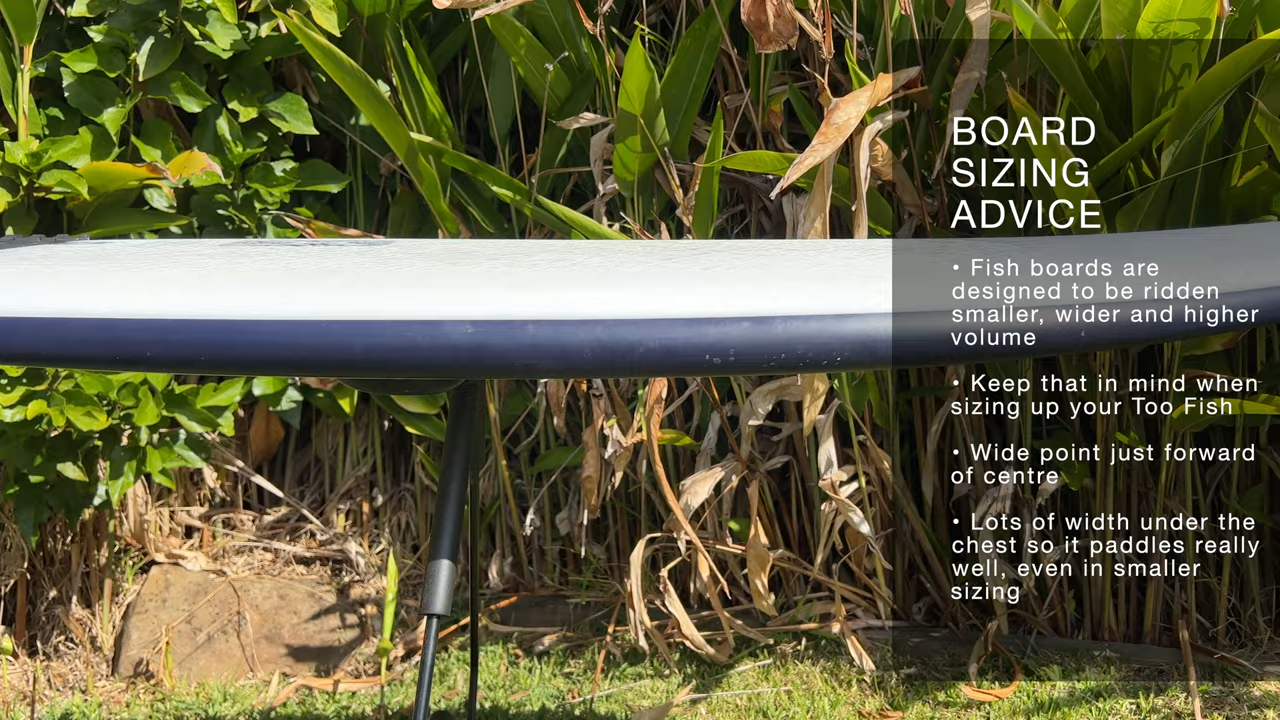 BOARD
SIZING
ADVICE
• Fish boards are
designed to be ridden
smaller, wider and higher
volume
• Keep that in mind when
sizing up your Too Fish
• Wide point just forward
of centre
• Lots of width under the
chest so it paddles really
well, even in smaller
sizing